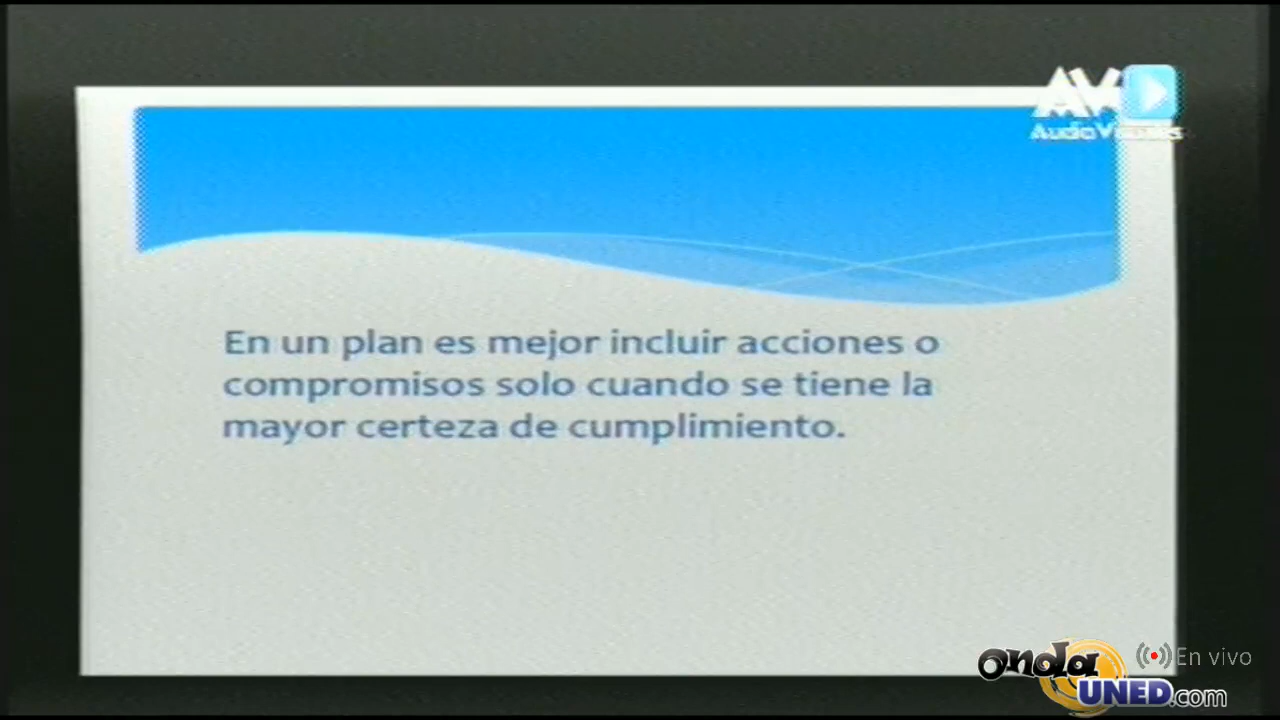 AV
AudioVisuales
En un plan es mejor incluir acciones o
compromisos solo cuando se tiene la
mayor certeza de cumplimiento.
onda
UNED.com
En vivo